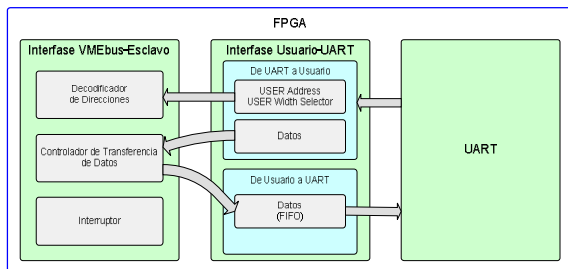 FPGA
Interfase VMEbus-Esclavo
Decodificador
de Direcciones
Controlador de Transferencia
de Datos
Interruptor
Interfase Usuario-UART
De UART a Usuario
USER Address
USER Width Selector
Datos
De Usuario a UART
Datos
(FIFO)
UART